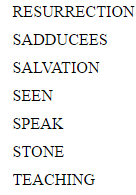 RESURRECTION
SADDUCEES
SALVATION
SEEN
SPEAK
STONE
TEACHING